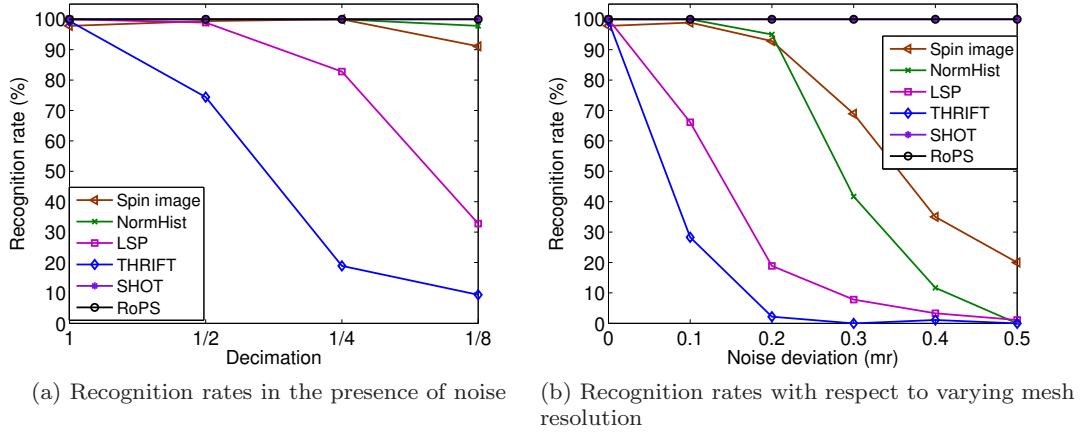 100
90
80
70
60
50
40
30
20
10
0
Recognition rate (%)
Spin image
NormHist
LSP
THRIFT
SHOT
RoPS
1
1/2
1/4
1/8
Decimation
(a) Recognition rates in the presence of noise
100
90
80
70
60
50
40
30
20
10
0
Recognition rate (%)
Spin image
NormHist
LSP
THRIFT
SHOT
RoPS
0
0.1
0.2
0.3
0.4
0.5
Noise deviation (mr)
(b) Recognition rates with respect to varying mesh
resolution